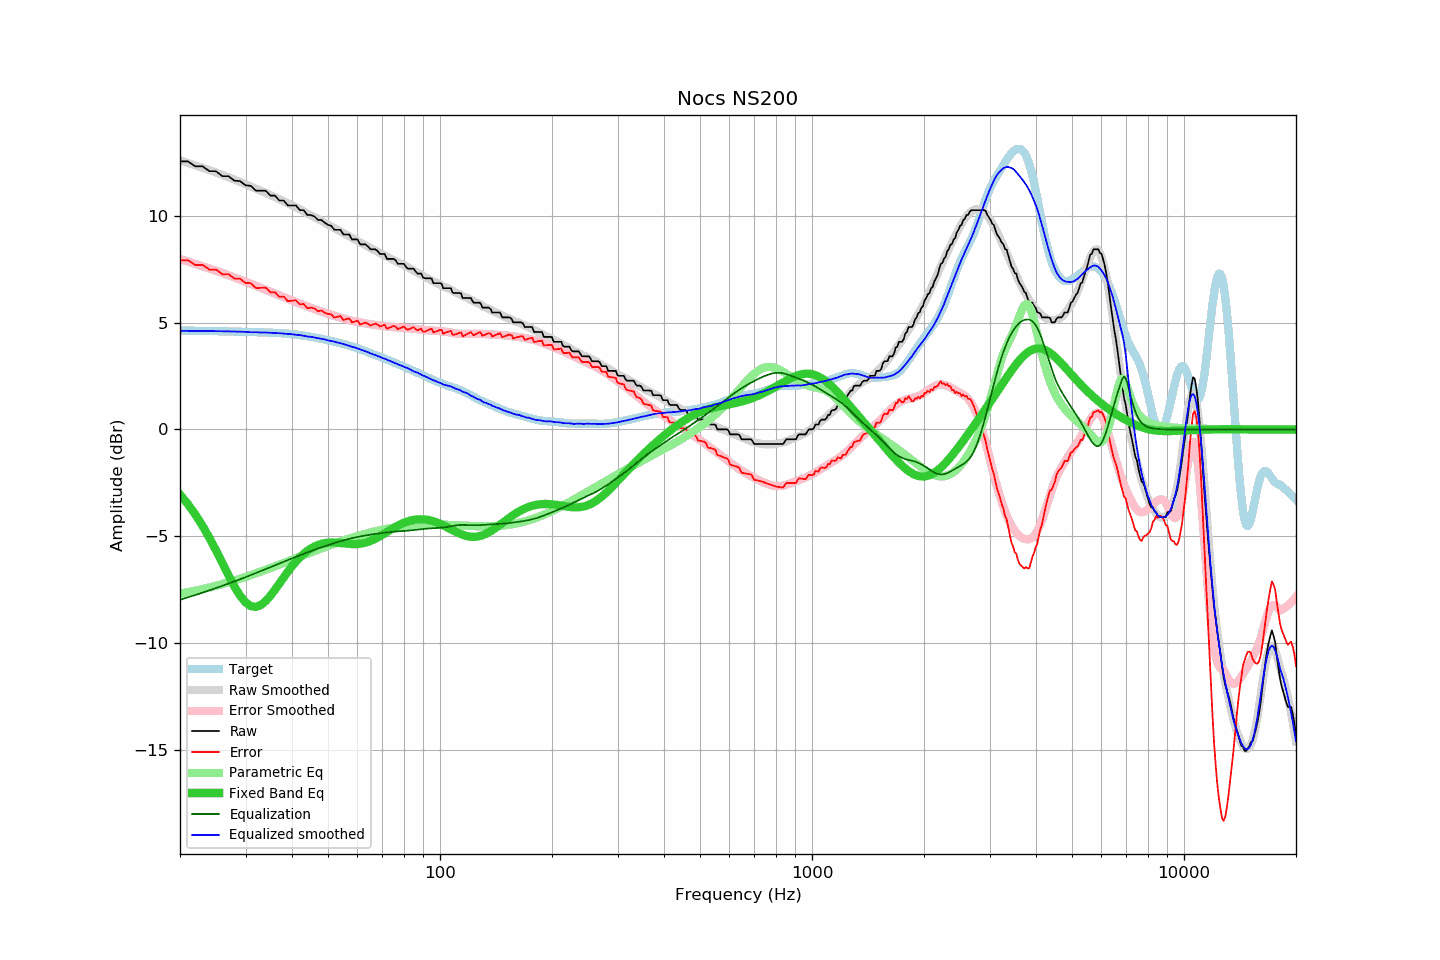 Nocs NS200
Amplitude (dBr)
10
5
0
−5
−10
−15
Target
Raw Smoothed
Error Smoothed
Raw
Error
Parametric Eq
Fixed Band Eq
Equalization
Equalized smoothed
100
1000
10000
Frequency (Hz)